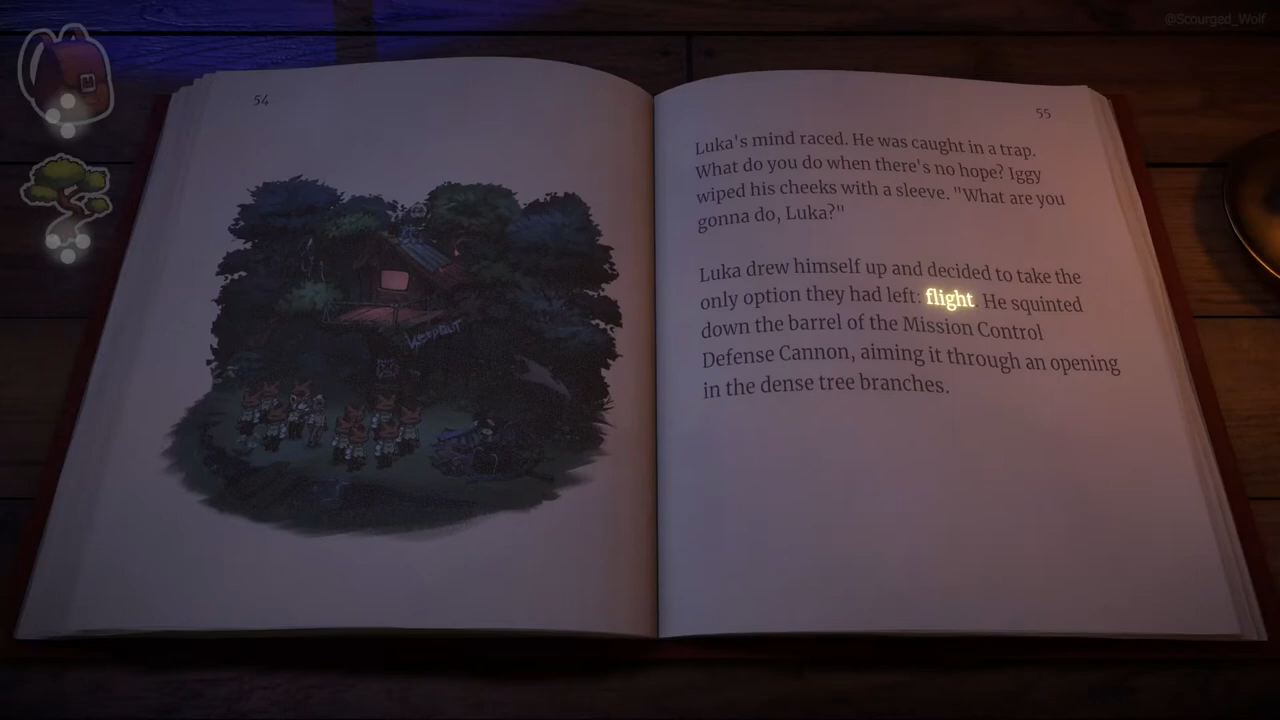 @Scourged_Wolf
54
55
Luka's mind raced. He was caught in a trap.
What do you do when there's no hope? Iggy
wiped his cheeks with a sleeve. "What are you
gonna do, Luka?"
Luka drew himself up and decided to take the
only option they had left: flight. He squinted
down the barrel of the Mission Control
Defense Cannon, aiming it through an opening
in the dense tree branches.
KeepOut